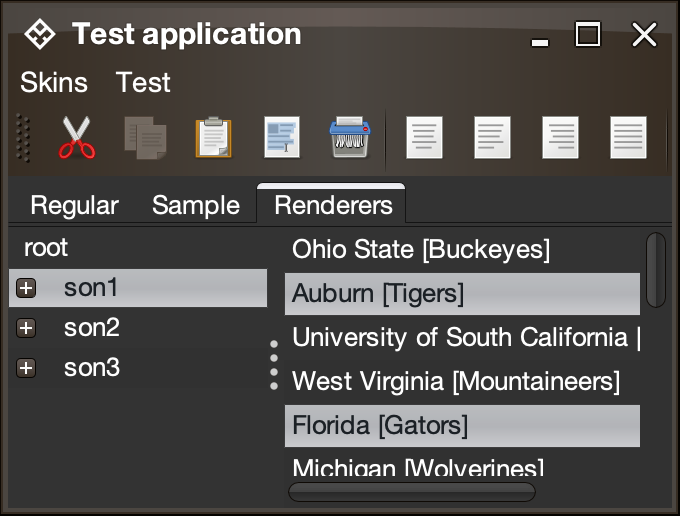 Test application
Skins Test
Regular Sample Renderers
root
son1
son2
son3
Ohio State [Buckeyes]
Auburn [Tigers]
University of South California [
West Virginia [Mountaineers]
Florida [Gators]
Michigan [Wolverines]